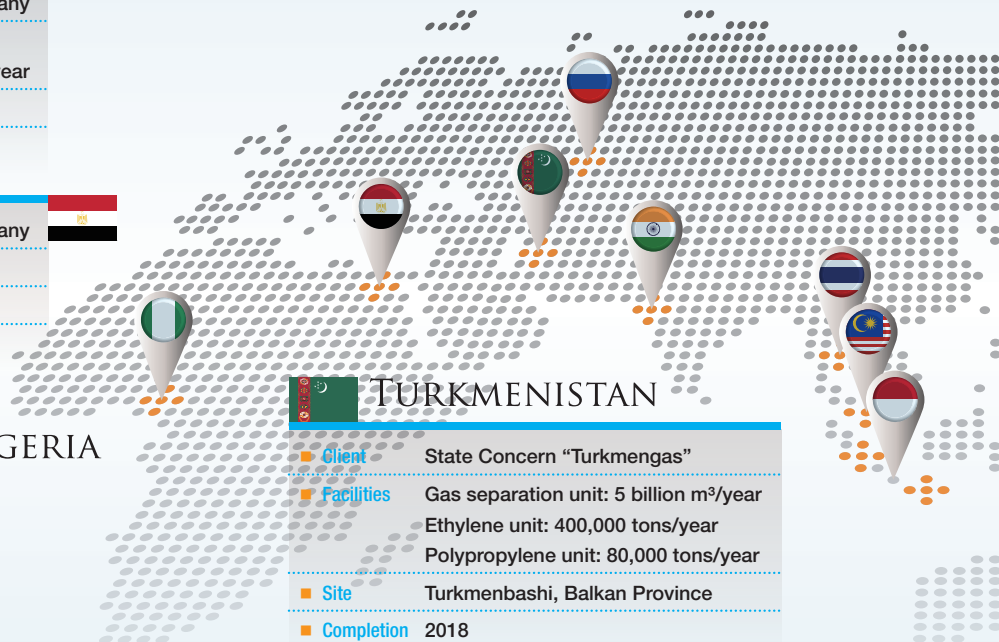 any
ear
any
GERIA
TURKMENISTAN
Client State Concern “Turkmengas”
Facilities Gas separation unit: 5 billion m³/year
Ethylene unit: 400,000 tons/year
Polypropylene unit: 80,000 tons/year
Site Turkmenbashi, Balkan Province
Completion 2018